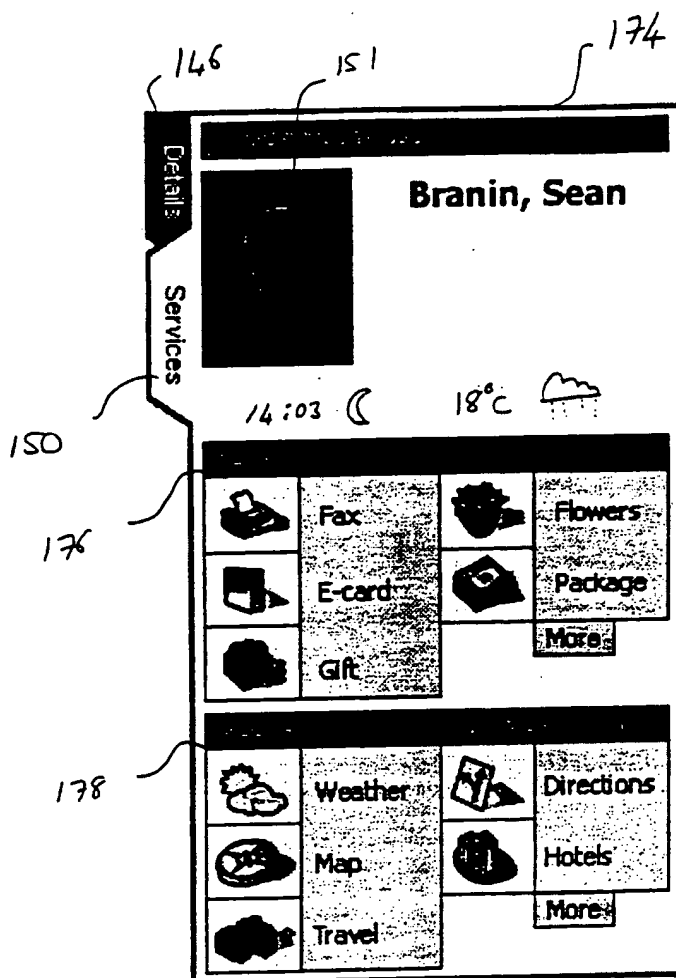 174
146
151
Details
Branin, Sean
Services
14:03
18°C
150
176
Fax
Flowers
E-card
Package
Gift
More
178
Weather
Directions
Map
Hotels
Travel
More